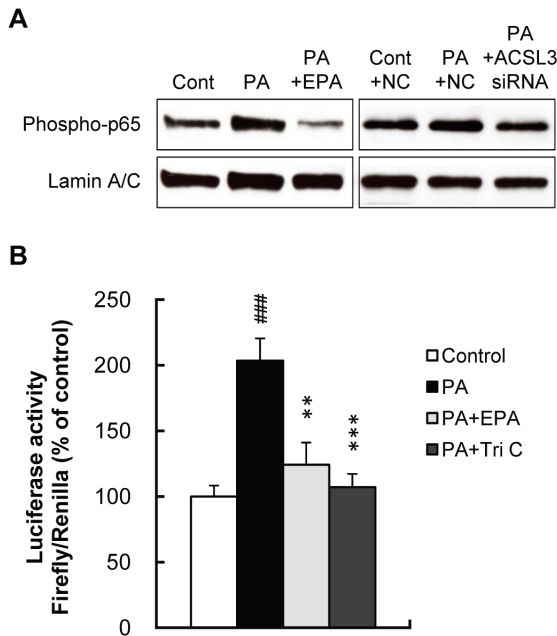 A
Cont
PA
PA
+EPA
Cont
+NC
PA
+NC
PA
+ACSL3
siRNA
Phospho-p65
Lamin A/C
B
Luciferase activity
Firefly/Renilla (% of control)
250
200
150
100
50
0
###
**
***
Control
PA
PA+EPA
PA+Tri C